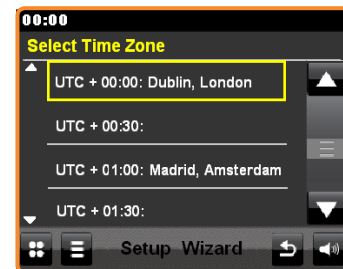 00:00
Select Time Zone
UTC + 00:00: Dublin, London
UTC + 00:30:
UTC + 01:00: Madrid, Amsterdam
UTC + 01:30:
Setup Wizard